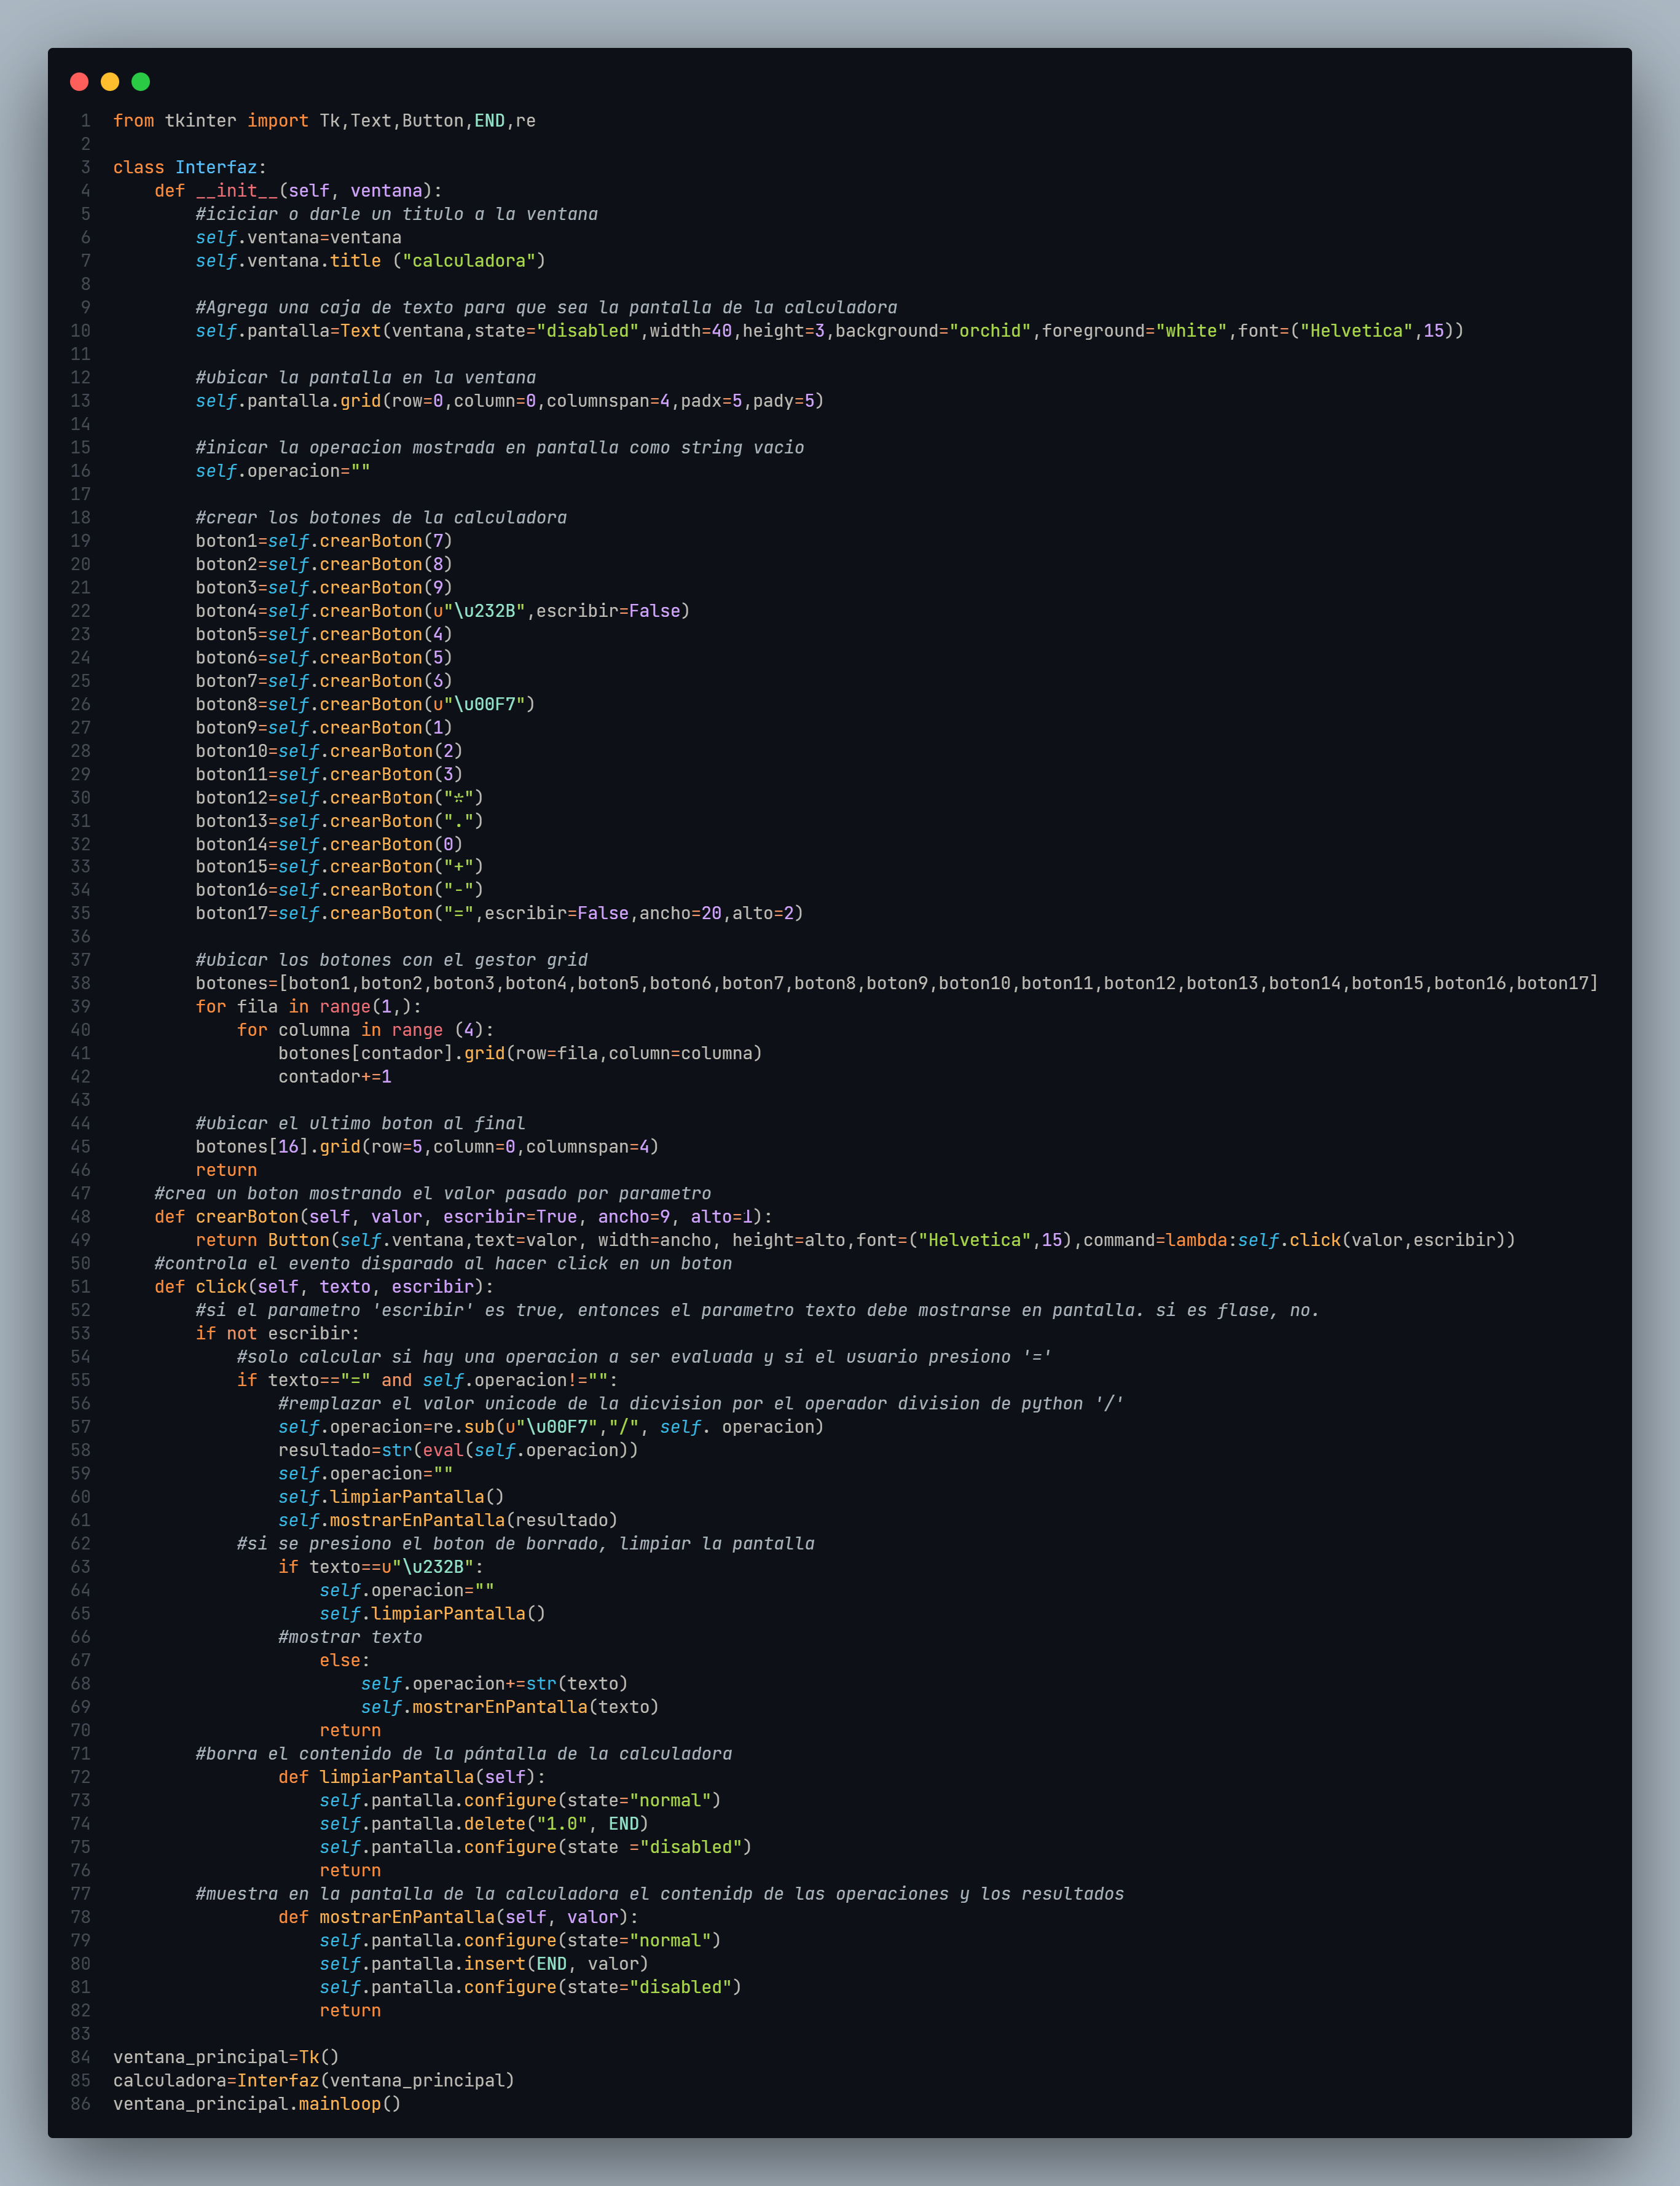 1 from tkinter import Tk,Text,Button,END,re
2
3 class Interfaz:
4     def __init__(self, ventana):
5         #iciciar o darle un titulo a la ventana
6         self.ventana=ventana
7         self.ventana.title ("calculadora")
8
9         #Agrega una caja de texto para que sea la pantalla de la calculadora
10         self.pantalla=Text(ventana,state="disabled",width=40,height=3,background="orchid",foreground="white",font=("Helvetica",15))
11
12         #ubicar la pantalla en la ventana
13         self.pantalla.grid(row=0,column=0,columnspan=4,padx=5,pady=5)
14
15         #inicar la operacion mostrada en pantalla como string vacio
16         self.operacion=""
17
18         #crear los botones de la calculadora
19         boton1=self.crearBoton(7)
20         boton2=self.crearBoton(8)
21         boton3=self.crearBoton(9)
22         boton4=self.crearBoton(u"\u232B",escribir=False)
23         boton5=self.crearBoton(4)
24         boton6=self.crearBoton(5)
25         boton7=self.crearBoton(6)
26         boton8=self.crearBoton(u"\u00F7")
27         boton9=self.crearBoton(1)
28         boton10=self.crearBoton(2)
29         boton11=self.crearBoton(3)
30         boton12=self.crearBoton("*")
31         boton13=self.crearBoton(".")
32         boton14=self.crearBoton(0)
33         boton15=self.crearBoton("+")
34         boton16=self.crearBoton("-")
35         boton17=self.crearBoton("=",escribir=False,ancho=20,alto=2)
36
37         #ubicar los botones con el gestor grid
38         botones=[boton1,boton2,boton3,boton4,boton5,boton6,boton7,boton8,boton9,boton10,boton11,boton12,boton13,boton14,boton15,boton16,boton17]
39         for fila in range(1,):
40             for columna in range (4):
41                 botones[contador].grid(row=fila,column=columna)
42                 contador+=1
43
44         #ubicar el ultimo boton al final
45         botones[16].grid(row=5,column=0,columnspan=4)
46         return
47     #crea un boton mostrando el valor pasado por parametro
48     def crearBoton(self, valor, escribir=True, ancho=9, alto=1):
49         return Button(self.ventana,text=valor, width=ancho, height=alto,font=("Helvetica",15),command=lambda:self.click(valor,escribir))
50     #controla el evento disparado al hacer click en un boton
51     def click(self, texto, escribir):
52         #si el parametro 'escribir' es true, entonces el parametro texto debe mostrarse en pantalla. si es flase, no.
53         if not escribir:
54             #solo calcular si hay una operacion a ser evaluada y si el usuario presiono '='
55             if texto=="=" and self.operacion!="":
56                 #remplazar el valor unicode de la dicvision por el operador division de python '/'
57                 self.operacion=re.sub(u"\u00F7","/", self. operacion)
58                 resultado=str(eval(self.operacion))
59                 self.operacion=""
60                 self.limpiarPantalla()
61                 self.mostrarEnPantalla(resultado)
62             #si se presiono el boton de borrado, limpiar la pantalla
63                 if texto==u"\u232B":
64                     self.operacion=""
65                     self.limpiarPantalla()
66                 #mostrar texto
67                     else:
68                         self.operacion+=str(texto)
69                         self.mostrarEnPantalla(texto)
70                     return
71         #borra el contenido de la pántalla de la calculadora
72                 def limpiarPantalla(self):
73                     self.pantalla.configure(state="normal")
74                     self.pantalla.delete("1.0", END)
75                     self.pantalla.configure(state ="disabled")
76                     return
77         #muestra en la pantalla de la calculadora el contenidp de las operaciones y los resultados
78                 def mostrarEnPantalla(self, valor):
79                     self.pantalla.configure(state="normal")
80                     self.pantalla.insert(END, valor)
81                     self.pantalla.configure(state="disabled")
82                     return
83
84 ventana_principal=Tk()
85 calculadora=Interfaz(ventana_principal)
86 ventana_principal.mainloop()